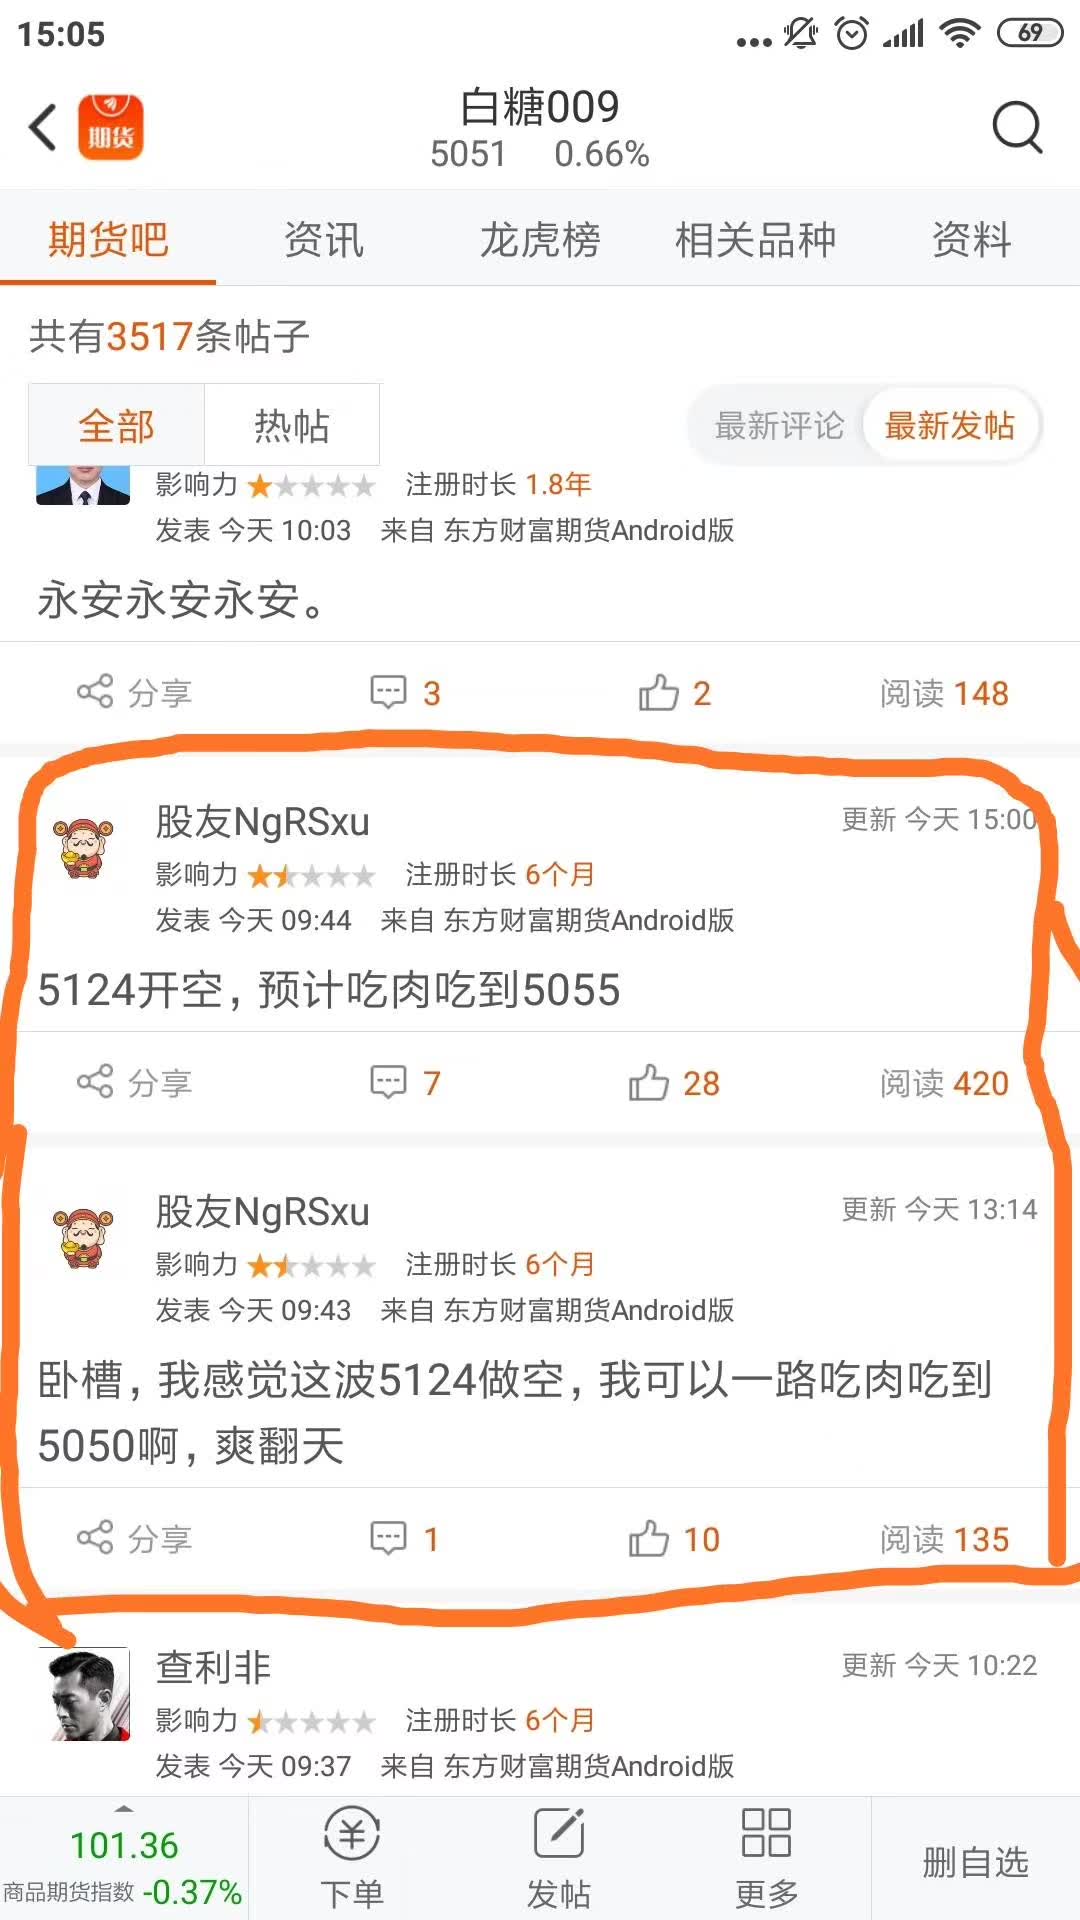 15:05
69
期货
白糖009
5051 0.66%
期货吧 资讯 龙虎榜 相关品种 资料
共有3517条帖子
全部 热帖 最新评论 最新发帖
影响力 注册时长 1.8年
发表 今天 10:03 来自 东方财富期货Android版
永安永安永安。
分享 3 2 阅读 148
股友NgRSxu 更新 今天 15:00
影响力 注册时长 6个月
发表 今天 09:44 来自 东方财富期货Android版
5124开空,预计吃肉吃到5055
分享 7 28 阅读 420
股友NgRSxu 更新 今天 13:14
影响力 注册时长 6个月
发表 今天 09:43 来自 东方财富期货Android版
卧槽,我感觉这波5124做空,我可以一路吃肉吃到
5050啊,爽翻天
分享 1 10 阅读 135
查利非 更新 今天 10:22
影响力 注册时长 6个月
发表 今天 09:37 来自 东方财富期货Android版
101.36
商品期货指数 -0.37%
下单 发帖 更多 删自选